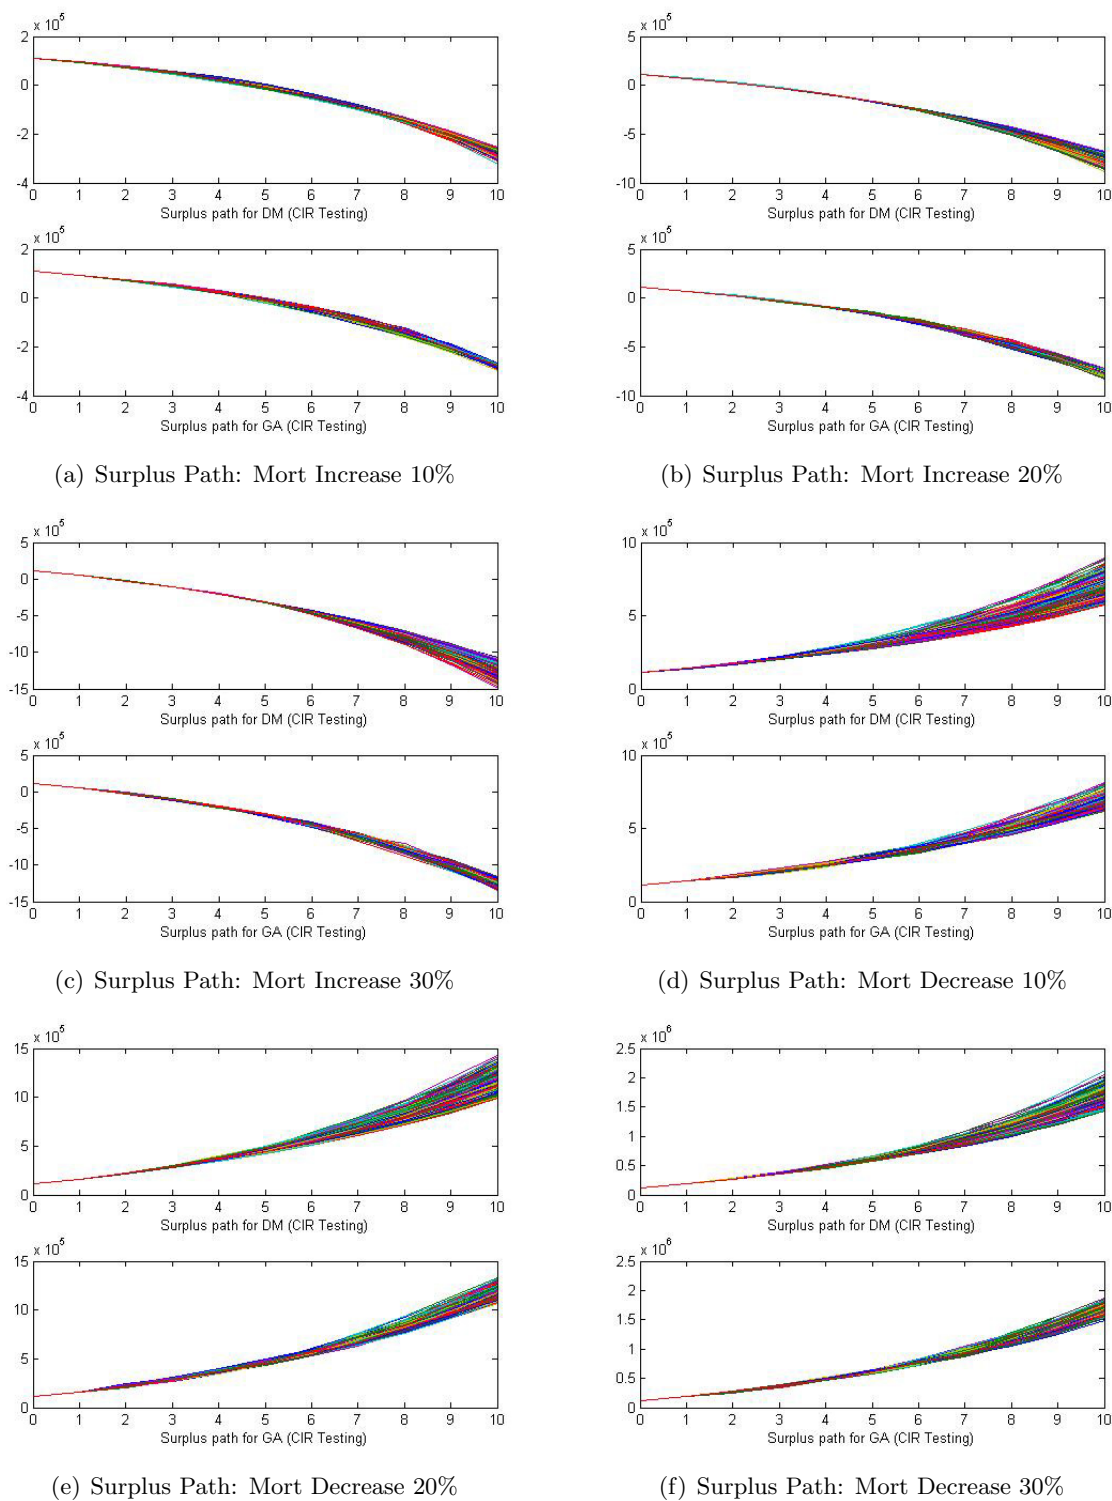 x 10^5
2
0
-2
-4
0 1 2 3 4 5 6 7 8 9 10
Surplus path for DM (CIR Testing)
x 10^5
2
0
-2
-4
0 1 2 3 4 5 6 7 8 9 10
Surplus path for GA (CIR Testing)
(a) Surplus Path: Mort Increase 10%
x 10^5
5
0
-5
-10
0 1 2 3 4 5 6 7 8 9 10
Surplus path for DM (CIR Testing)
x 10^5
5
0
-5
-10
0 1 2 3 4 5 6 7 8 9 10
Surplus path for GA (CIR Testing)
(b) Surplus Path: Mort Increase 20%
x 10^5
5
0
-5
-10
-15
0 1 2 3 4 5 6 7 8 9 10
Surplus path for DM (CIR Testing)
x 10^5
5
0
-5
-10
-15
0 1 2 3 4 5 6 7 8 9 10
Surplus path for GA (CIR Testing)
(c) Surplus Path: Mort Increase 30%
x 10^5
10
5
0
0 1 2 3 4 5 6 7 8 9 10
Surplus path for DM (CIR Testing)
x 10^5
10
5
0
0 1 2 3 4 5 6 7 8 9 10
Surplus path for GA (CIR Testing)
(d) Surplus Path: Mort Decrease 10%
x 10^5
15
10
5
0
0 1 2 3 4 5 6 7 8 9 10
Surplus path for DM (CIR Testing)
x 10^5
15
10
5
0
0 1 2 3 4 5 6 7 8 9 10
Surplus path for GA (CIR Testing)
(e) Surplus Path: Mort Decrease 20%
x 10^6
2.5
2
1.5
1
0.5
0
0 1 2 3 4 5 6 7 8 9 10
Surplus path for DM (CIR Testing)
x 10^6
2.5
2
1.5
1
0.5
0
0 1 2 3 4 5 6 7 8 9 10
Surplus path for GA (CIR Testing)
(f) Surplus Path: Mort Decrease 30%